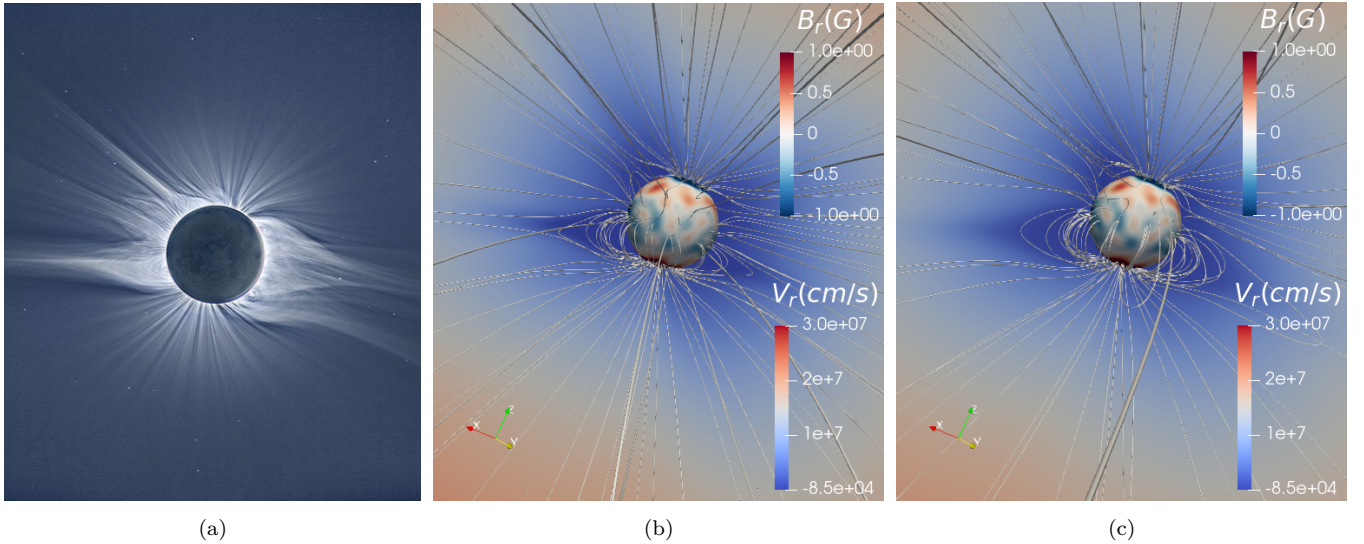 B_r(G)
1.0e+00
0.5
0
-0.5
-1.0e+00
V_r(cm/s)
3.0e+07
2e+7
1e+7
-8.5e+04
X
Z
Y
B_r(G)
1.0e+00
0.5
0
-0.5
-1.0e+00
V_r(cm/s)
3.0e+07
2e+7
1e+7
-8.5e+04
X
Z
Y
(a)
(b)
(c)